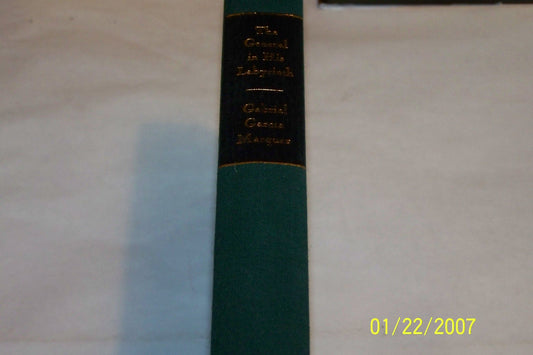 The
General
in His
Labyrinth
Gabriel
García
Márquez
01/22/2007